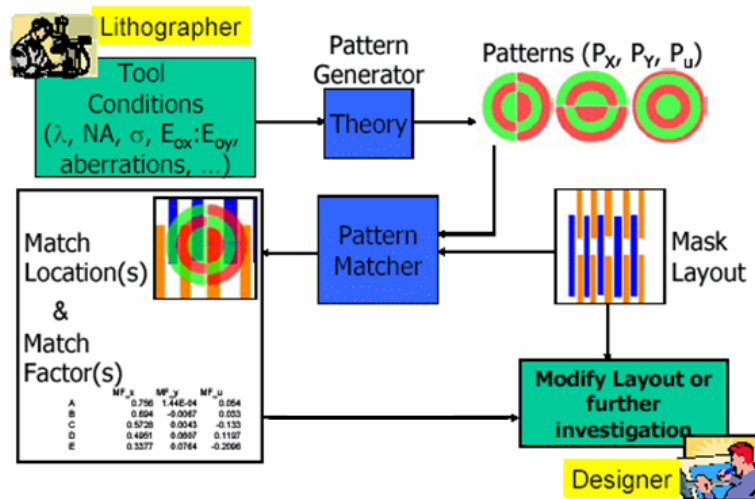 Lithographer
Tool
Conditions
(λ, NA, σ, Eox:Eoy,
aberrations, ...)
Pattern
Generator
Theory
Patterns (PX, PY, Pu)
Match
Location(s)
&
Match
Factor(s)
MF_x MF_y MF_u
A 0.756 1.44E-04 0.054
B 0.694 -0.0067 0.033
C 0.5728 0.0043 -0.133
D 0.4951 0.0607 0.1197
E 0.3377 0.0764 -0.2096
Pattern
Matcher
Mask
Layout
Modify Layout or
further
investigation
Designer